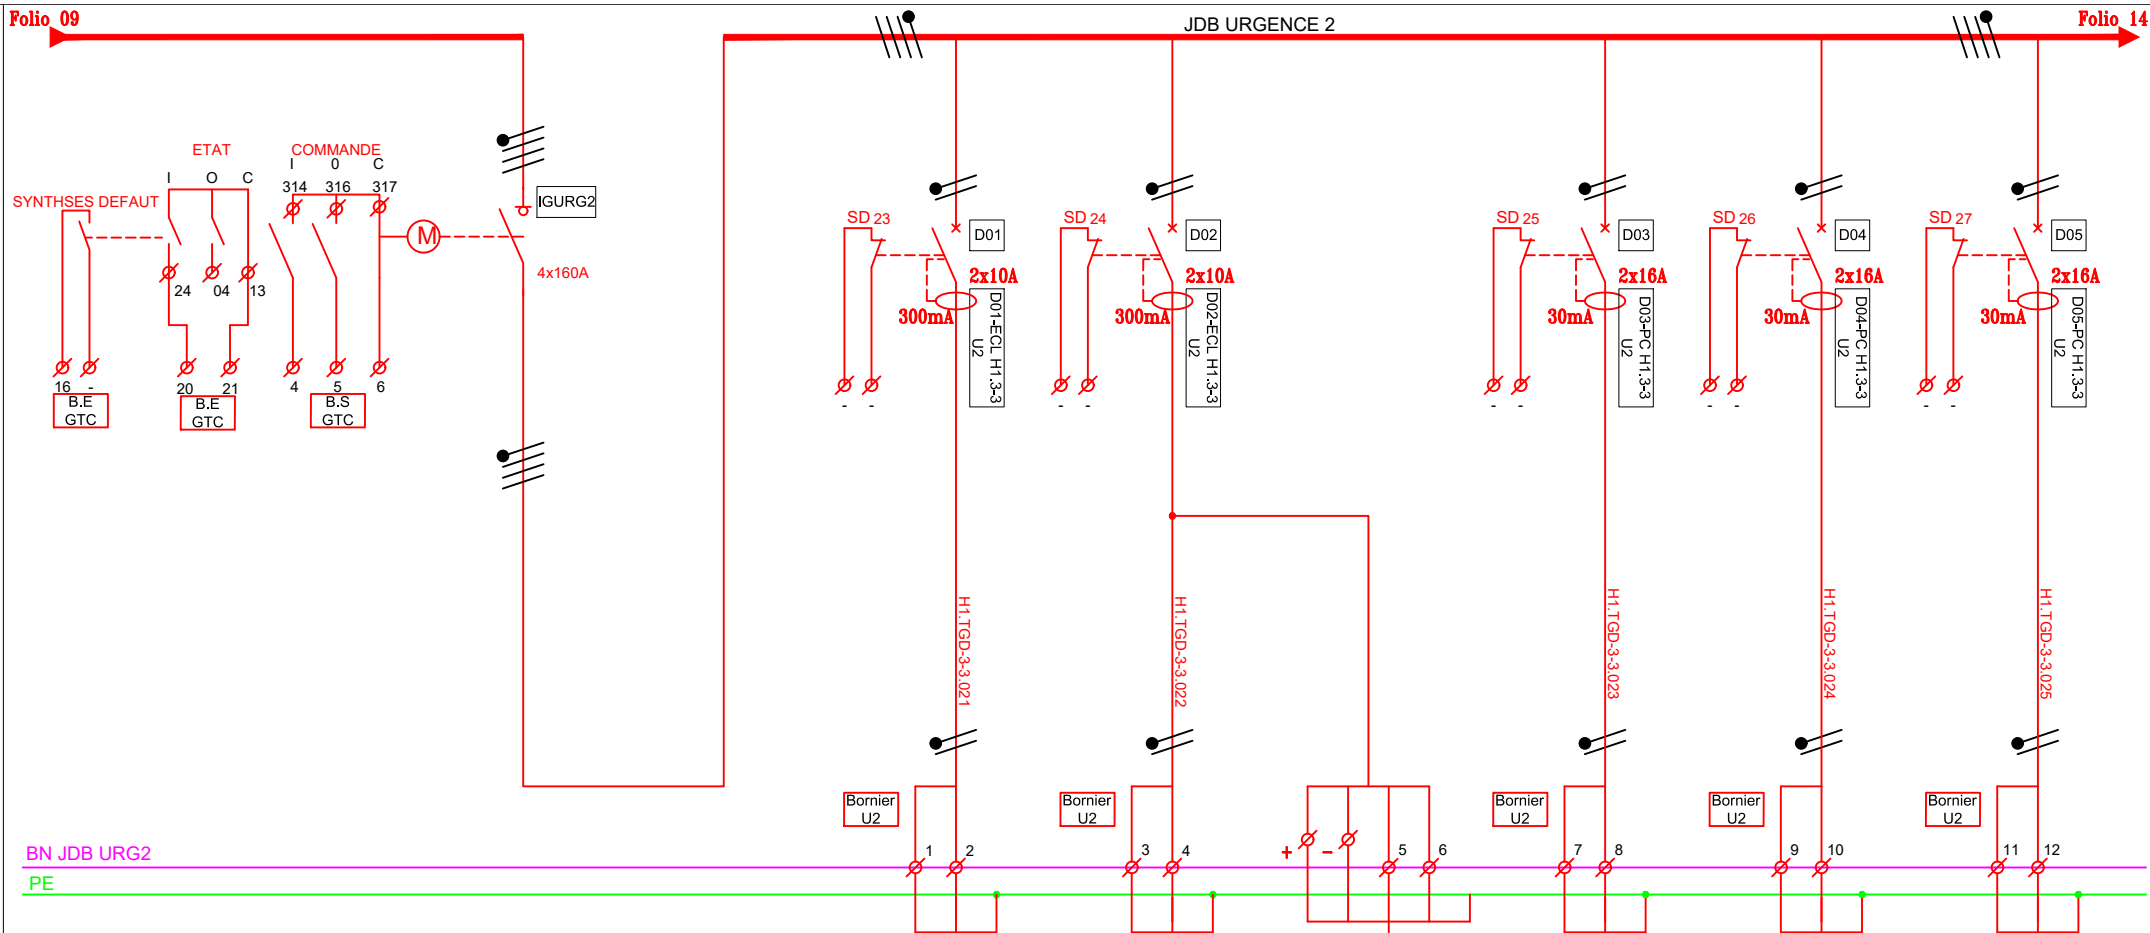 Folio 09
JDB URGENCE 2
Folio 14
ETAT
COMMANDE
I O C
I 0 C
314 316 317
SYNTHSES DEFAUT
IGURG2
M
4x160A
24 04 13
16 -
20 21
4 5 6
B.E
GTC
B.E
GTC
B.S
GTC
SD 23
D01
2x10A
300mA
D01-ECL H1.3-3
U2
- -
SD 24
D02
2x10A
300mA
D02-ECL H1.3-3
U2
- -
SD 25
D03
2x16A
30mA
D03-PC H1.3-3
U2
- -
SD 26
D04
2x16A
30mA
D04-PC H1.3-3
U2
- -
SD 27
D05
2x16A
30mA
D05-PC H1.3-3
U2
- -
H1.TGD-3-3.021
H1.TGD-3-3.022
H1.TGD-3-3.023
H1.TGD-3-3.024
H1.TGD-3-3.025
Bornier
U2
Bornier
U2
Bornier
U2
Bornier
U2
Bornier
U2
BN JDB URG2
1 2
3 4
+ -
5 6
7 8
9 10
11 12
PE